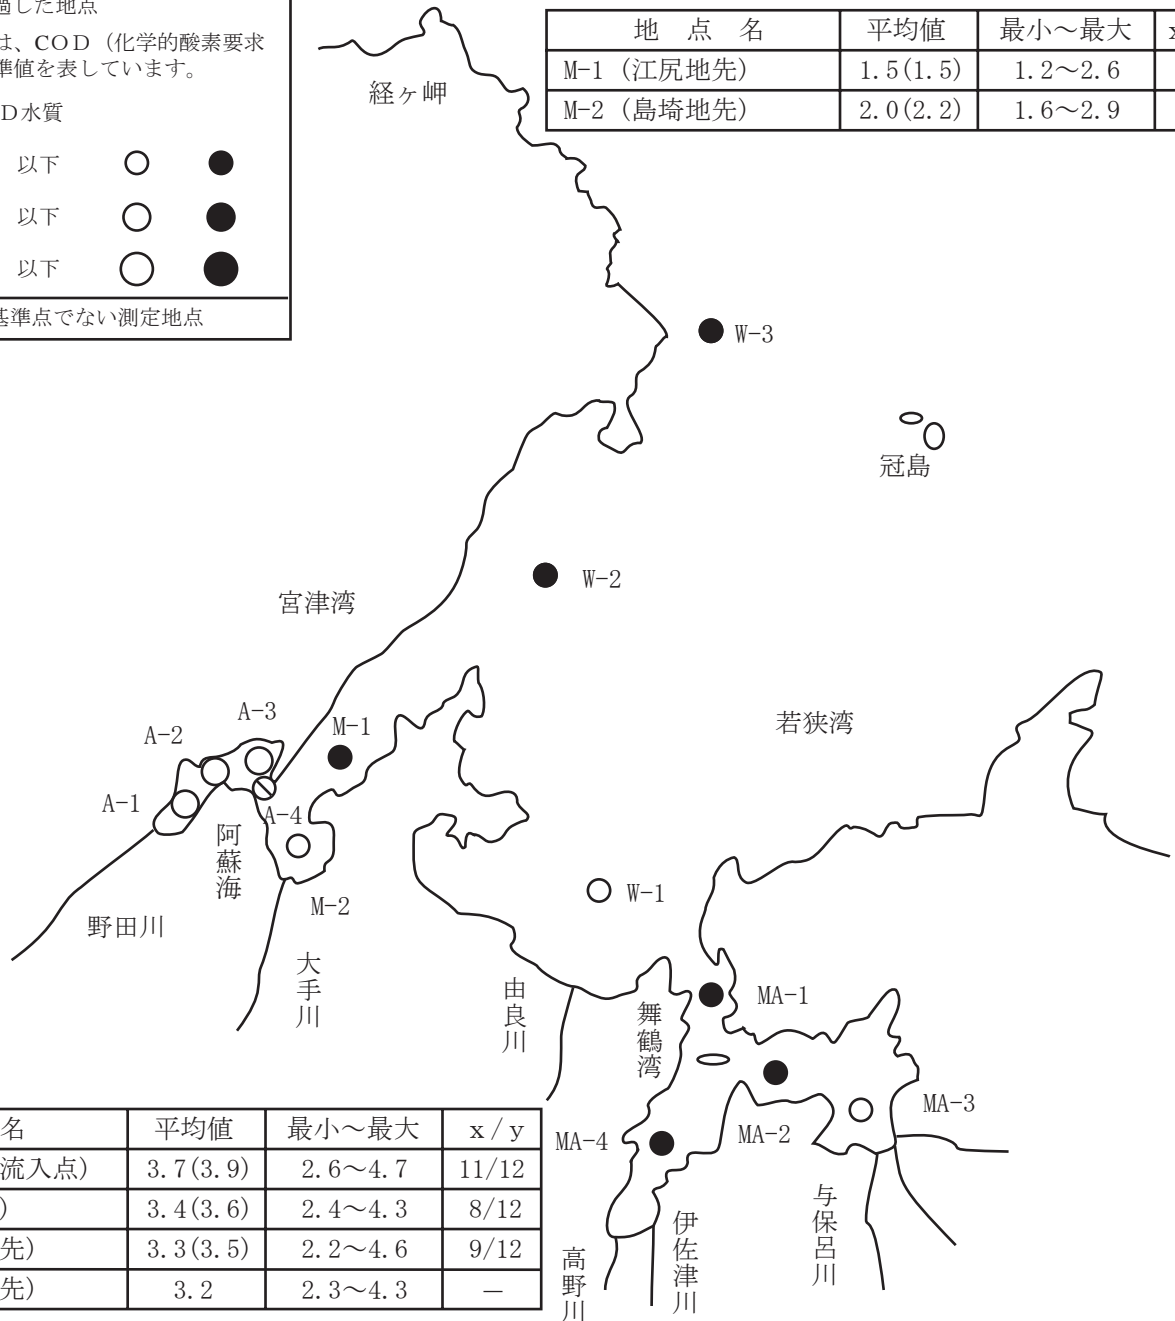 過した地点
は、COD（化学的酸素要求
準値を表しています。
D水質
以下
以下
以下
基準点でない測定地点
地 点 名 平均値 最小～最大 x
M-1（江尻地先） 1.5(1.5) 1.2～2.6
M-2（島埼地先） 2.0(2.2) 1.6～2.9
経ヶ岬
W-3
冠島
W-2
宮津湾
A-3
M-1
A-2
若狭湾
A-1
A-4
阿蘇海
W-1
M-2
野田川
大手川
由良川
舞鶴湾
MA-1
MA-3
MA-2
MA-4
与保呂川
伊佐津川
高野川
名 平均値 最小～最大 x/y
流入点） 3.7(3.9) 2.6～4.7 11/12
） 3.4(3.6) 2.4～4.3 8/12
先） 3.3(3.5) 2.2～4.6 9/12
先） 3.2 2.3～4.3 －